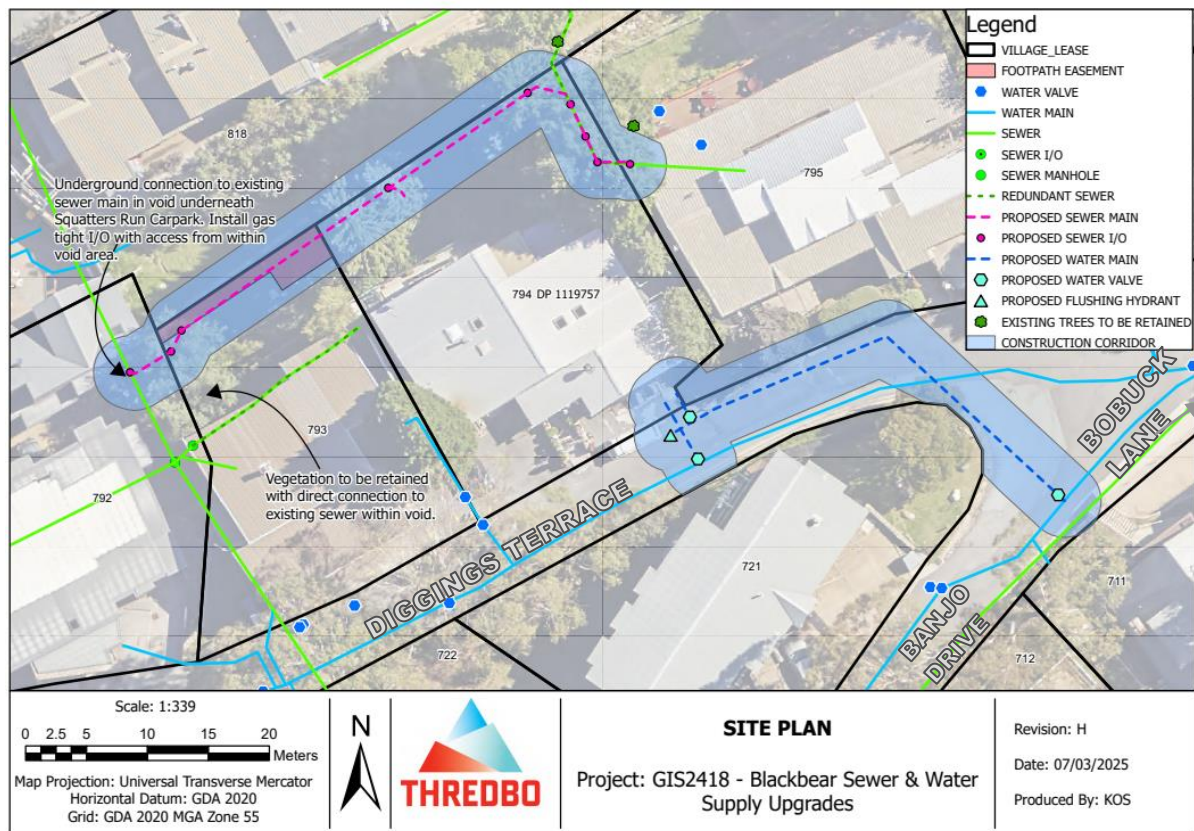 Legend
VILLAGE_LEASE
FOOTPATH EASEMENT
WATER VALVE
WATER MAIN
SEWER
SEWER I/O
SEWER MANHOLE
REDUNDANT SEWER
PROPOSED SEWER MAIN
PROPOSED SEWER I/O
PROPOSED WATER MAIN
PROPOSED WATER VALVE
PROPOSED FLUSHING HYDRANT
EXISTING TREES TO BE RETAINED
CONSTRUCTION CORRIDOR
818
Underground connection to existing
sewer main in void underneath
Squatters Run Carpark. Install gas
tight I/O with access from within
void area.
795
794 DP 1119757
793
792
Vegetation to be retained
with direct connection to
existing sewer within void.
DIGGINGS TERRACE
BOBUCK
LANE
BANJO
DRIVE
721
722
711
712
Scale: 1:339
0 2.5 5 10 15 20
Meters
Map Projection: Universal Transverse Mercator
Horizontal Datum: GDA 2020
Grid: GDA 2020 MGA Zone 55
N
THREDBO
SITE PLAN
Project: GIS2418 - Blackbear Sewer & Water
Supply Upgrades
Revision: H
Date: 07/03/2025
Produced By: KOS